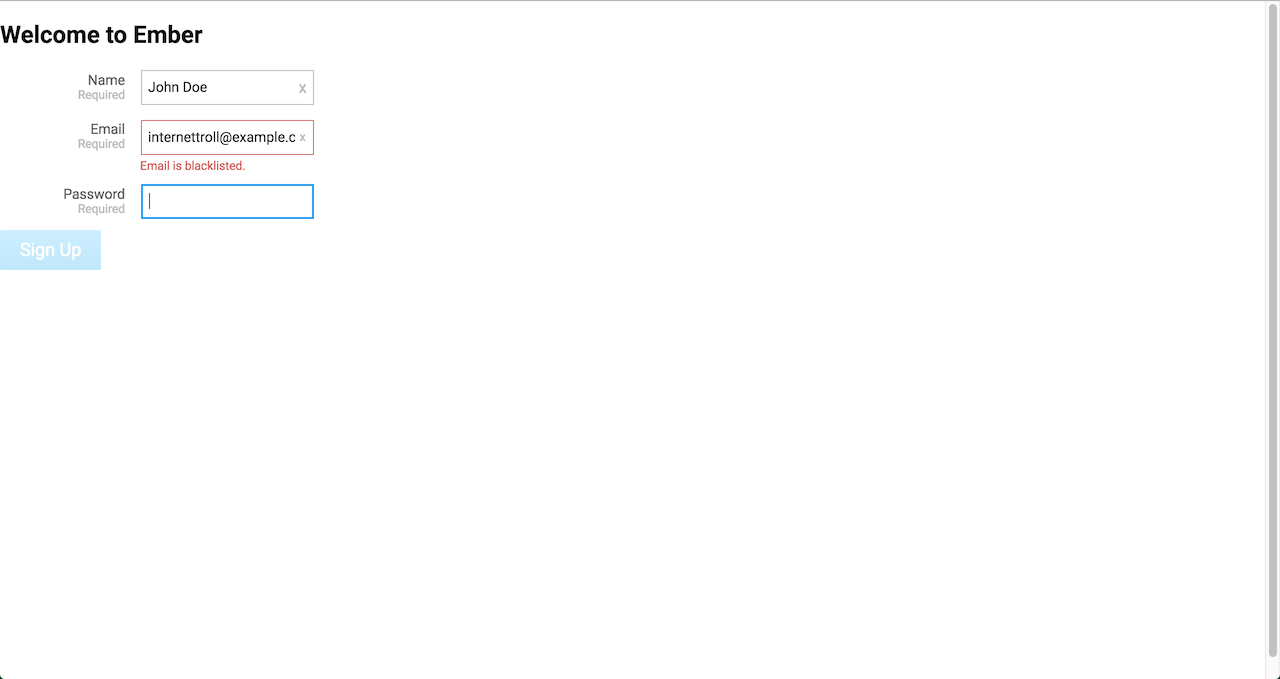 Welcome to Ember
Name
Required
John Doe x
Email
Required
internettroll@example.c x
Email is blacklisted.
Password
Required
Sign Up